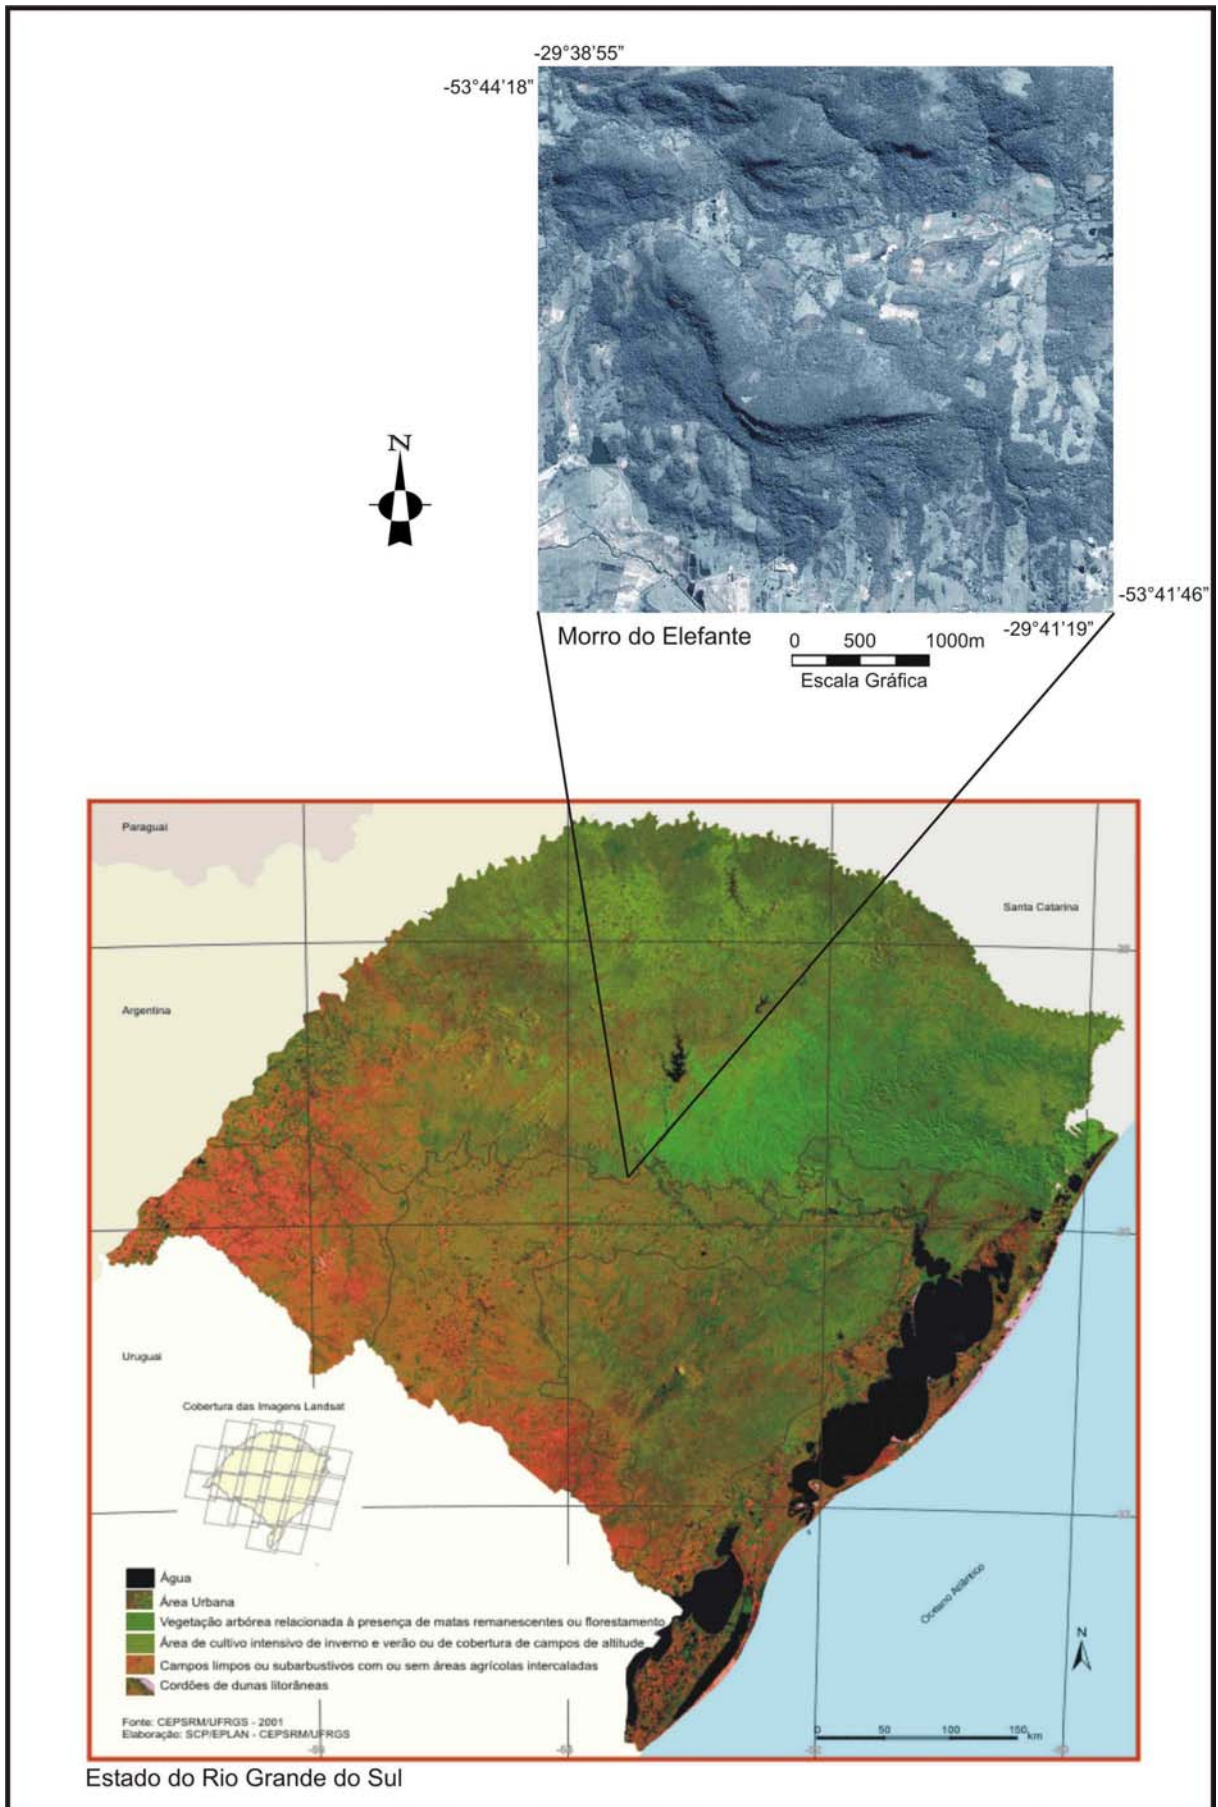 -29°38'55”
-53°44'18”
N
-53°41'46”
-29°41'19”
Morro do Elefante
0 500 1000m
Escala Gráfica
Paraguai
Santa Catarina
Argentina
Uruguai
Cobertura das Imagens Landsat
Água
Área Urbana
Vegetação arbórea relacionada à presença de matas remanescentes ou florestamento
Área de cultivo intensivo de inverno e verão ou de cobertura de campos de altitude
Campos limpos ou subarbustivos com ou sem áreas agrícolas intercaladas
Cordões de dunas litorâneas
Oceano Atlântico
N
Fonte: CEPSRM/UFRGS - 2001
Elaboração: SCP/EPLAN - CEPSRM/UFRGS
0 50 100 150 km
Estado do Rio Grande do Sul